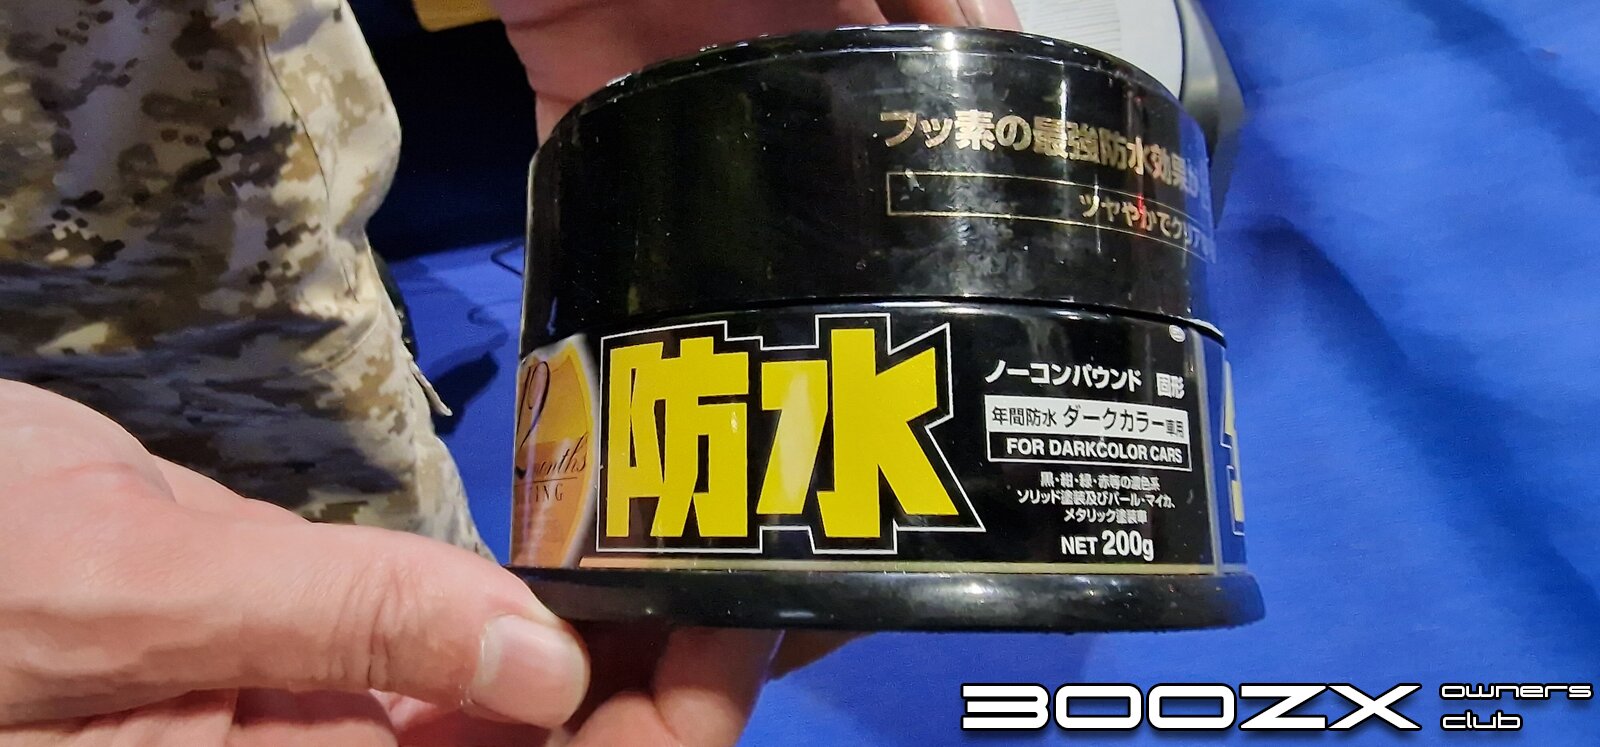 フッ素の最強防水効果が
ツヤやかでクリア
12
months
防水
ノーコンパウンド 固形
年間防水 ダークカラー車用
FOR DARKCOLOR CARS
黒・紺・緑・赤等の濃色系
ソリッド塗装及びパール・マイカ、
メタリック塗装車
NET 200g
300ZX owners club